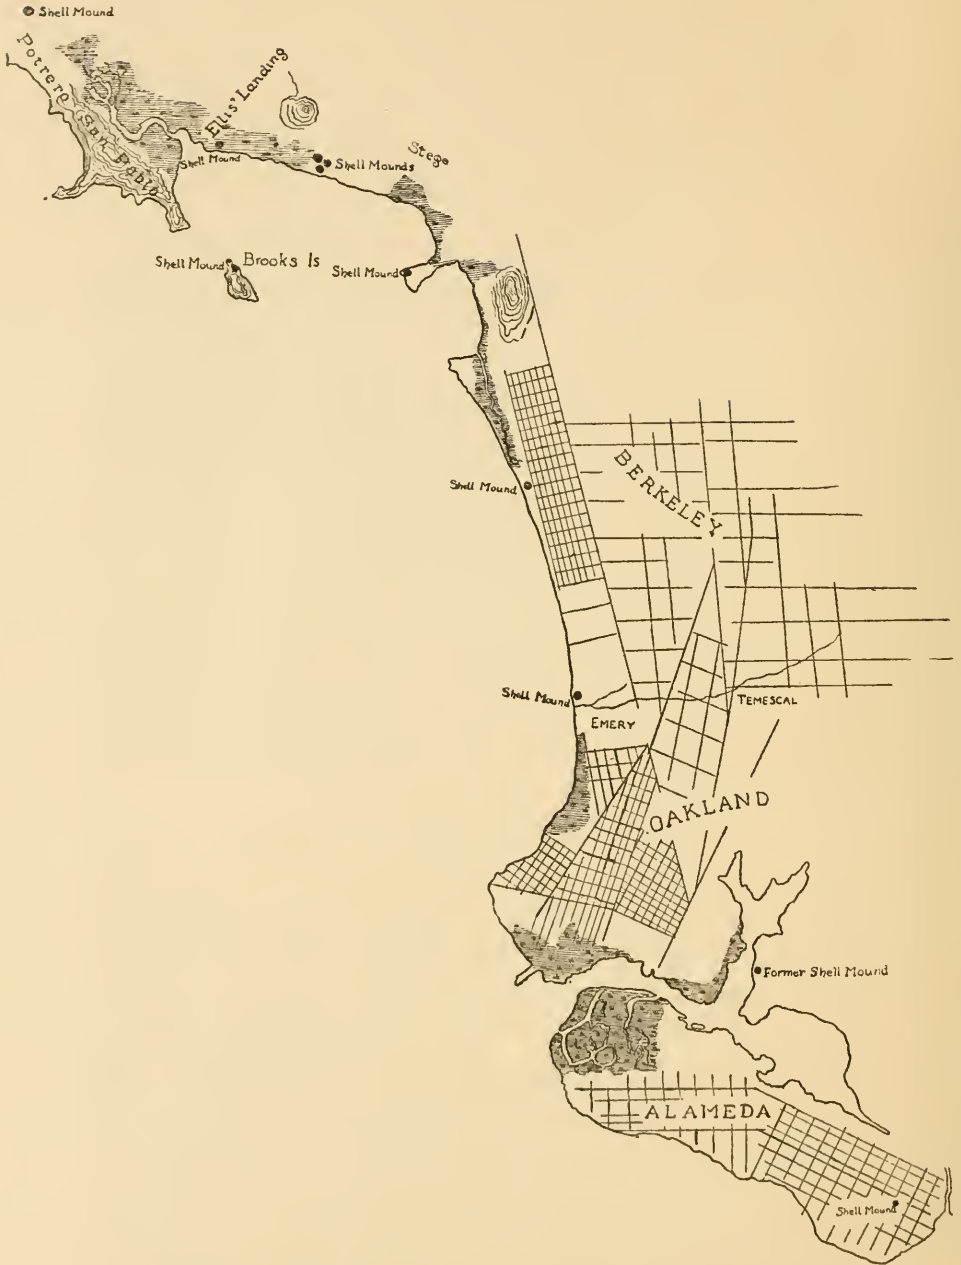 Shell Mound
Potrero San Pablo
Ellis' Landing
Shell Mound
Shell Mounds
Stege
Shell Mound
Brooks Is
Shell Mound
BERKELEY
Shell Mound
Shell Mound
TEMESCAL
EMERY
OAKLAND
Former Shell Mound
ALAMEDA
Shell Mound